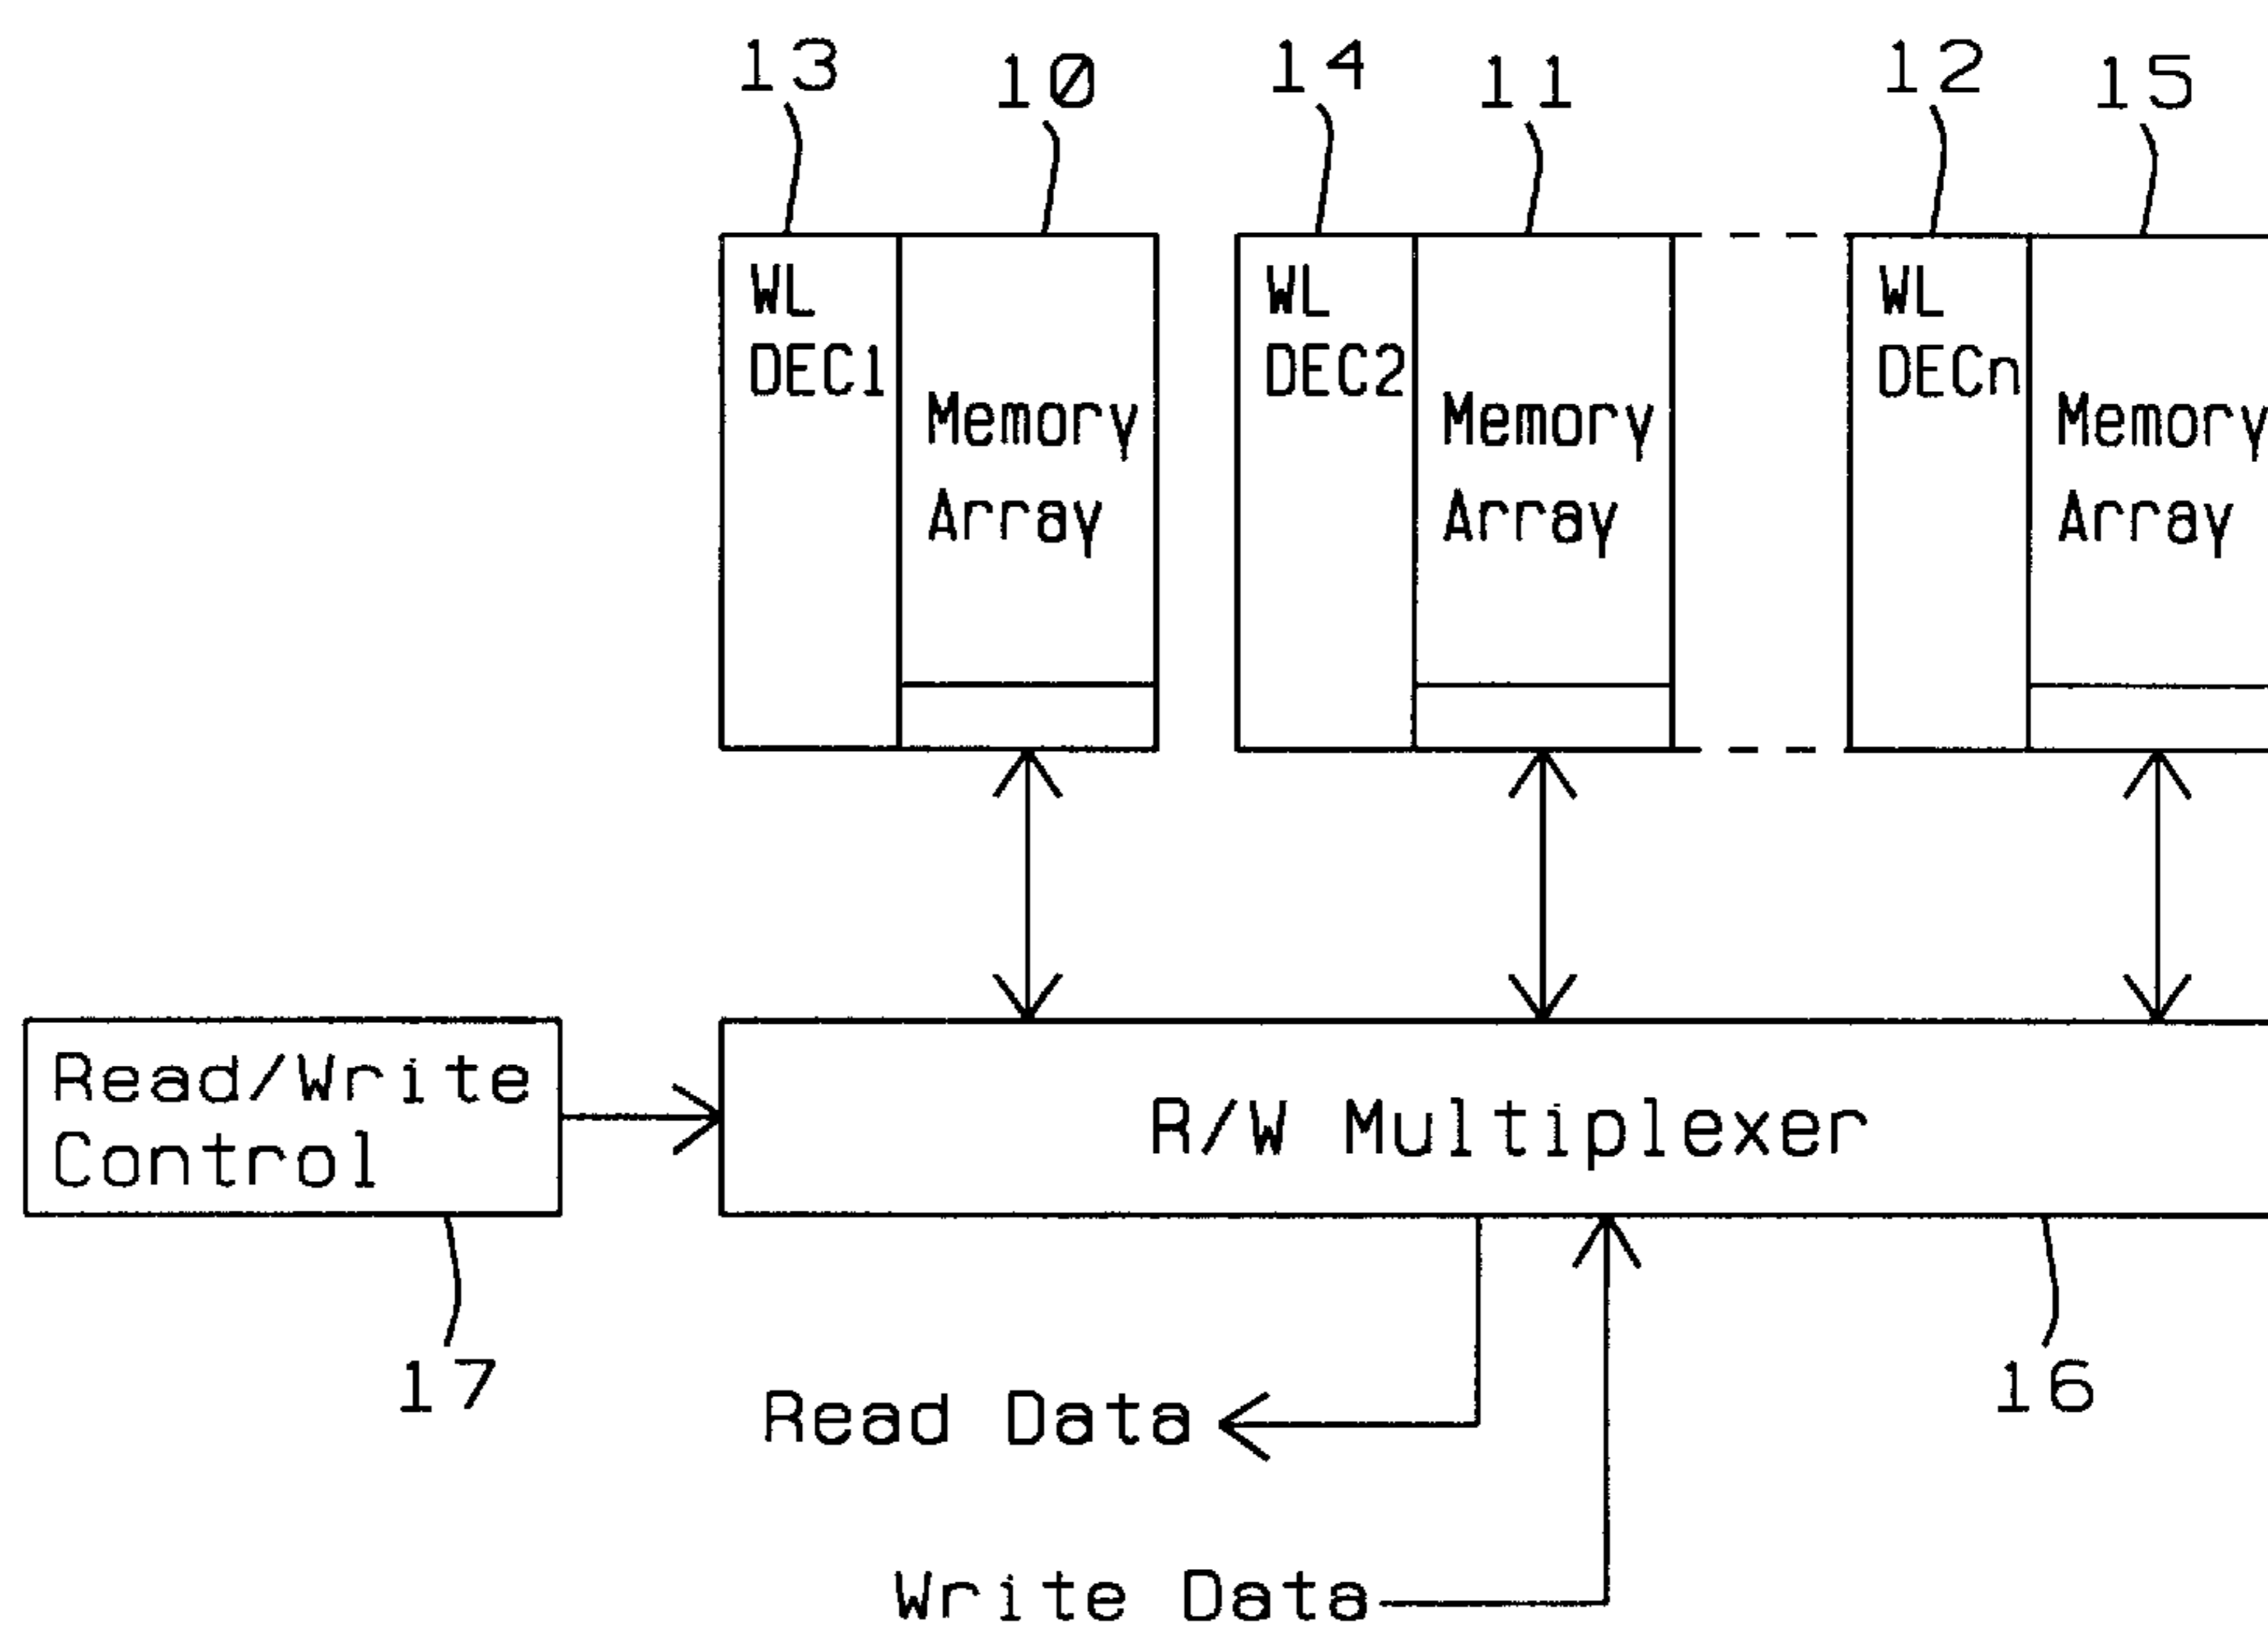 13 10 14 11 12 15
WL WL WL
DEC1 DEC2 DECn
Memory Memory Memory
Array Array Array
Read/Write
Control
R/W Multiplexer
17 16
Read Data
Write Data